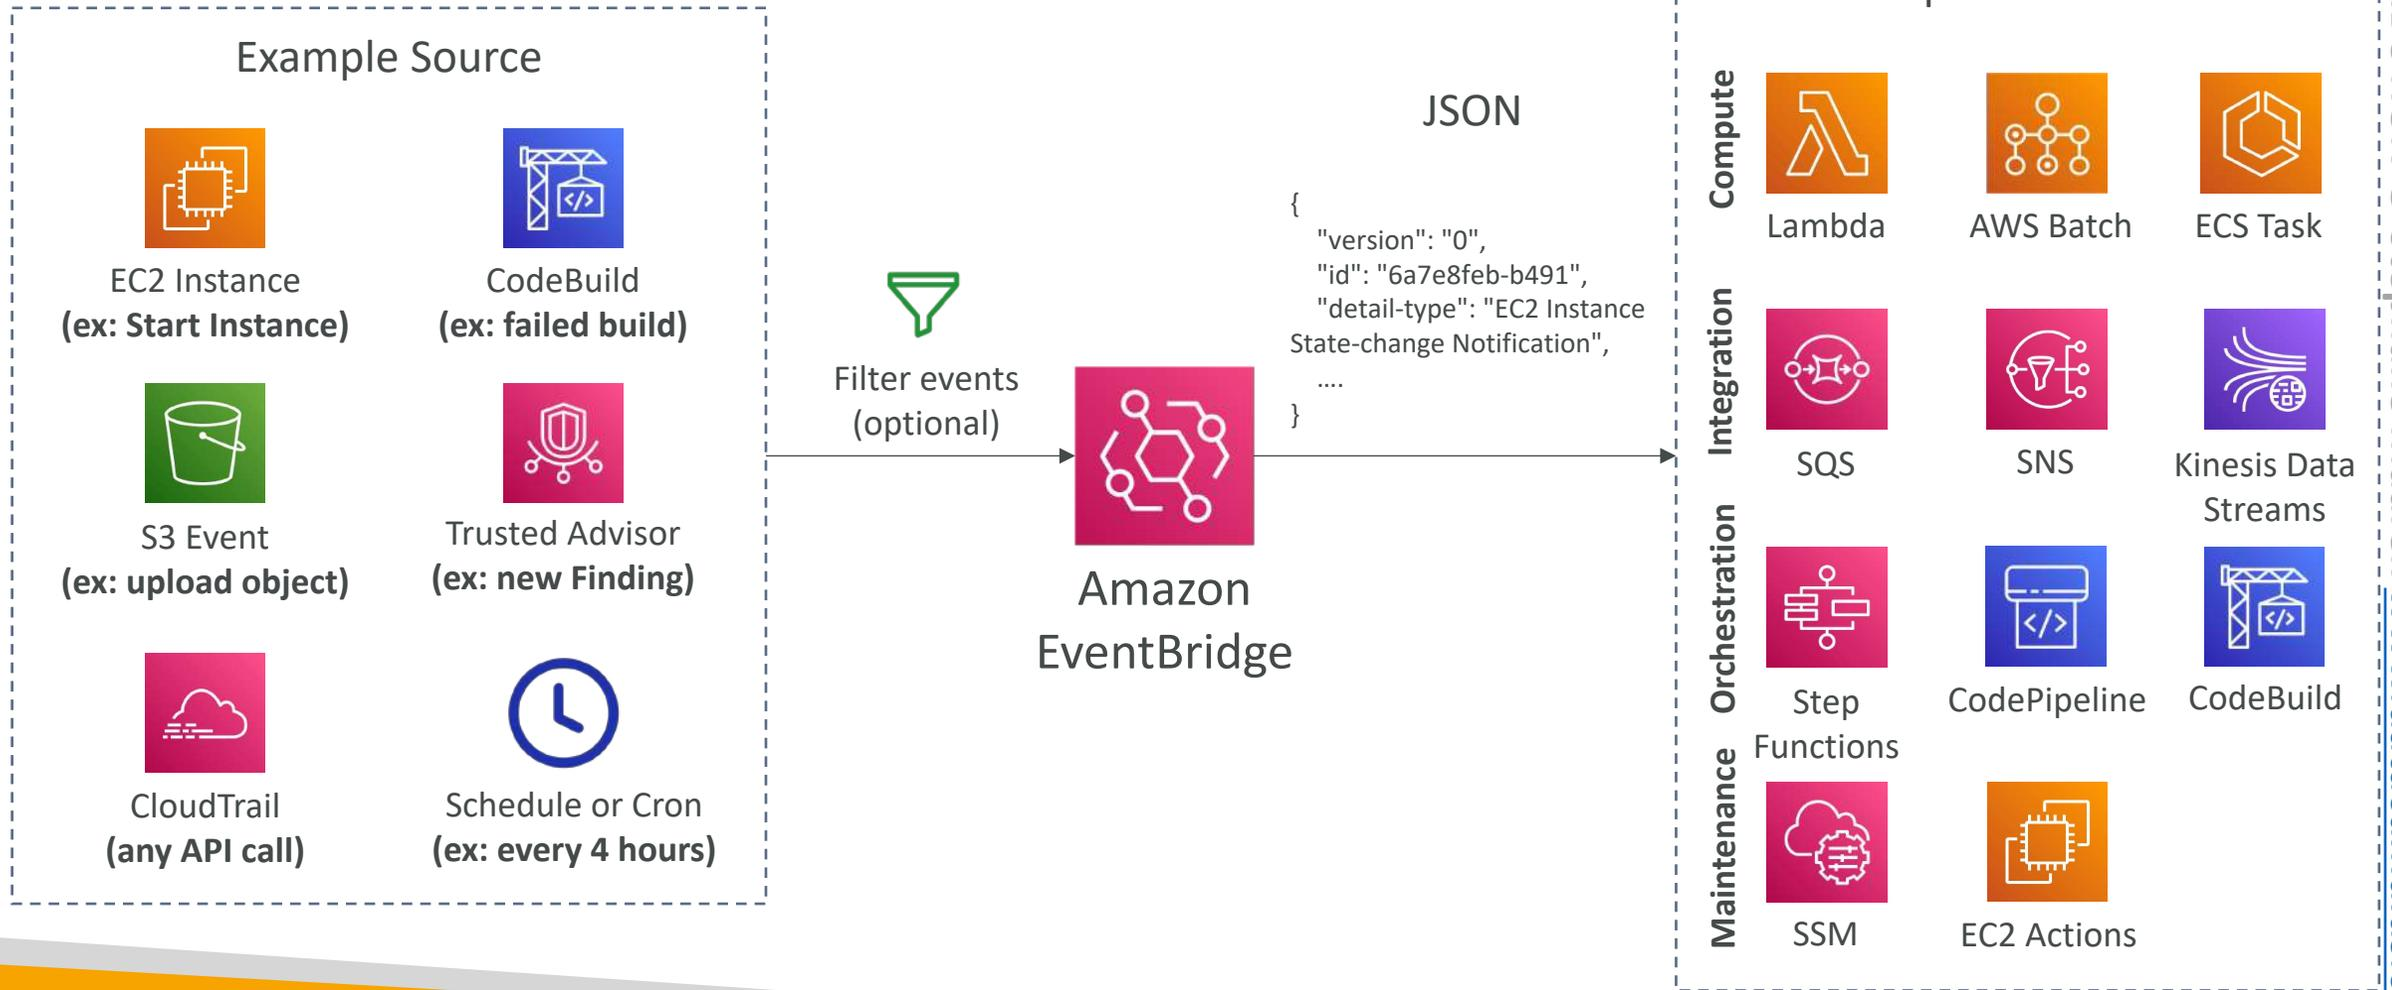 Example Source
EC2 Instance
(ex: Start Instance)
CodeBuild
(ex: failed build)
S3 Event
(ex: upload object)
Trusted Advisor
(ex: new Finding)
CloudTrail
(any API call)
Schedule or Cron
(ex: every 4 hours)
Filter events
(optional)
Amazon
EventBridge
JSON
{
"version": "0",
"id": "6a7e8feb-b491",
"detail-type": "EC2 Instance
State-change Notification",
....
}
Compute
Lambda
AWS Batch
ECS Task
Integration
SQS
SNS
Kinesis Data
Streams
Orchestration
Step
Functions
CodePipeline
CodeBuild
Maintenance
SSM
EC2 Actions